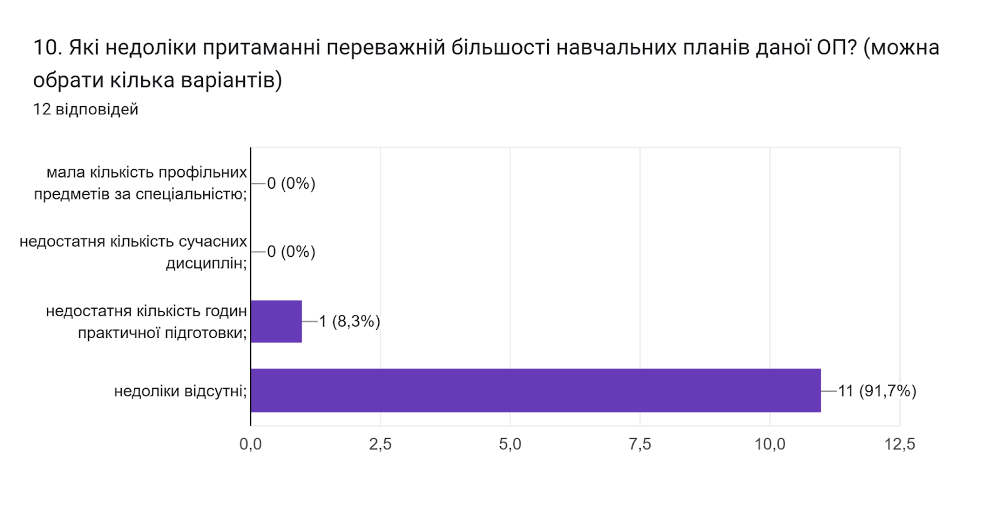 10. Які недоліки притаманні переважній більшості навчальних планів даної ОП? (можна
обрати кілька варіантів)
12 відповідей
мала кількість профільних
предметів за спеціальністю;
0 (0%)
недостатня кількість сучасних
дисциплін;
0 (0%)
недостатня кількість годин
практичної підготовки;
1 (8,3%)
недоліки відсутні;
11 (91,7%)
0,0 2,5 5,0 7,5 10,0 12,5